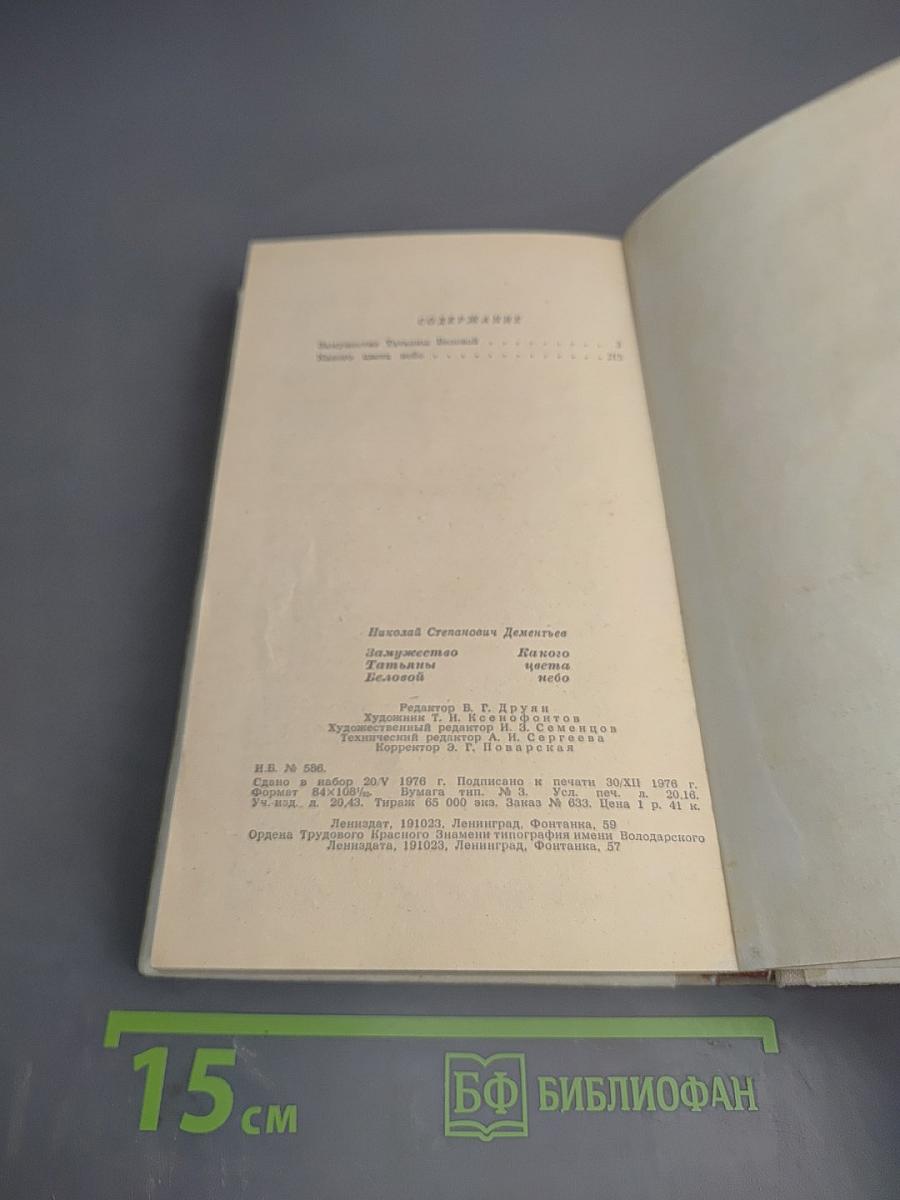 СОДЕРЖАНИЕ
Замужество Татьяны Беловой . . . . . . . . . 3
Какого цвета небо . . . . . . . . . . . . . 215
Николай Степанович Дементьев
Замужество Какого
Татьяны цвета
Беловой небо
Редактор В. Г. Друян
Художник Т. И. Ксенофонтов
Художественный редактор И. З. Семенцов
Технический редактор А. И. Сергеева
Корректор Э. Г. Поварская
И.Б. № 586.
Сдано в набор 20/V 1976 г. Подписано к печати 30/XII 1976 г.
Формат 84×108¹/₃₂. Бумага тип. № 3. Усл. печ. л. 20,16.
Уч.-изд. л. 20,43. Тираж 65 000 экз. Заказ № 633. Цена 1 р. 41 к.
Лениздат, 191023, Ленинград, Фонтанка, 59
Ордена Трудового Красного Знамени типография имени Володарского
Лениздата, 191023, Ленинград, Фонтанка, 57
15 см
БФ БИБЛИОФАН